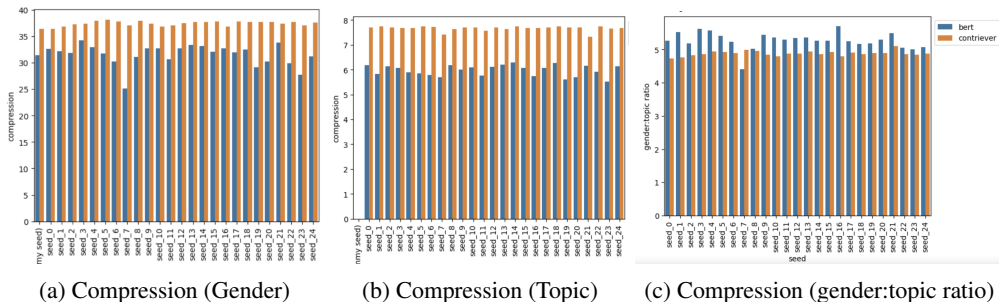 40
35
30
25
20
15
10
5
0
compression
my seed)
seed_0
seed_1
seed_2
seed_3
seed_4
seed_5
seed_6
seed_7
seed_8
seed_9
seed_10
seed_11
seed_12
seed_13
seed_14
seed_15
seed_16
seed_17
seed_18
seed_19
seed_20
seed_21
seed_22
seed_23
seed_24
(a) Compression (Gender)
8
7
6
5
4
3
2
1
0
compression
mmy seed)
seed_0
seed_1
seed_2
seed_3
seed_4
seed_5
seed_6
seed_7
seed_8
seed_9
seed_10
seed_11
seed_12
seed_13
seed_14
seed_15
seed_16
seed_17
seed_18
seed_19
seed_20
seed_21
seed_22
seed_23
seed_24
(b) Compression (Topic)
5
4
3
2
1
0
gender:topic ratio
seed_0
seed_1
seed_2
seed_3
seed_4
seed_5
seed_6
seed_7
seed_8
seed_9
seed_10
seed_11
seed_12
seed_13
seed_14
seed_15
seed_16
seed_17
seed_18
seed_19
seed_20
seed_21
seed_22
seed_23
seed_24
seed
bert
contriever
(c) Compression (gender:topic ratio)